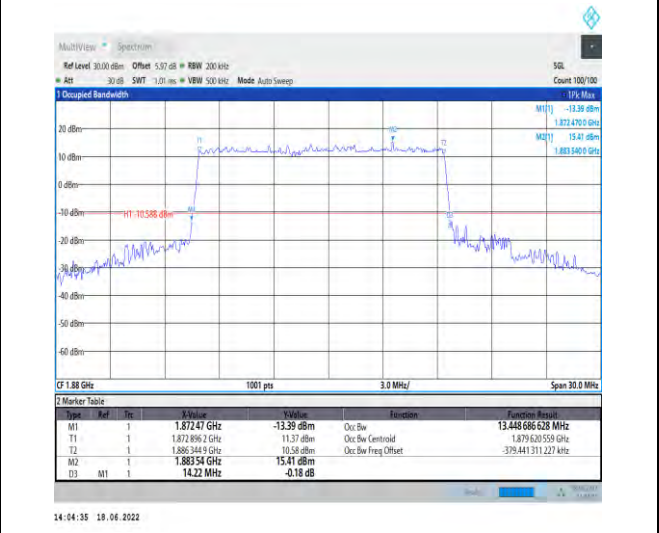 MultiView Spectrum
Ref Level 30.00 dBm Offset 5.97 dB RBW 200 kHz SGL
Att 30 dB SWT 1.01 ms VBW 500 kHz Mode Auto Sweep Count 100/100
1 Occupied Bandwidth 1Pk Max
M1[1] -13.39 dBm
1.872 470 0 GHz
M2[1] 15.41 dBm
1.883 540 0 GHz
20 dBm
T1 M2 T2
10 dBm
0 dBm
-10 dBm H1 -10.588 dBm M1 D3
-20 dBm
-30 dBm
-40 dBm
-50 dBm
-60 dBm
CF 1.88 GHz 1001 pts 3.0 MHz/ Span 30.0 MHz
2 Marker Table
Type Ref Trc X-Value Y-Value Function Function Result
M1 1 1.87247 GHz -13.39 dBm Occ Bw 13.448 686 628 MHz
T1 1 1.872 896 2 GHz 11.37 dBm Occ Bw Centroid 1.879 620 559 GHz
T2 1 1.886 344 9 GHz 10.58 dBm Occ Bw Freq Offset -379.441 311 227 kHz
M2 1 1.88354 GHz 15.41 dBm
D3 M1 1 14.22 MHz -0.18 dB
14:04:35 18.06.2022